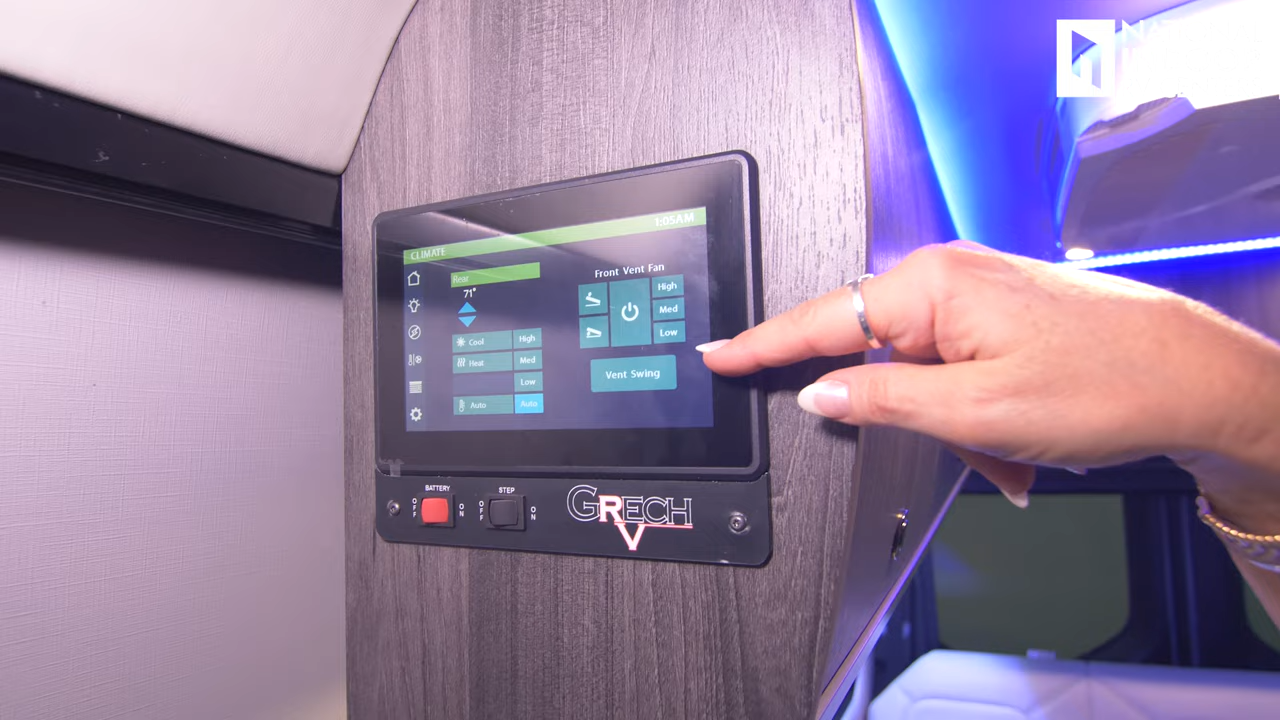 CLIMATE
1:05AM
Rear
71°
Cool
High
Heat
Med
Low
Auto
Auto
Front Vent Fan
High
Med
Low
Vent Swing
BATTERY
OFF
ON
STEP
OFF
ON
GRECH
RV